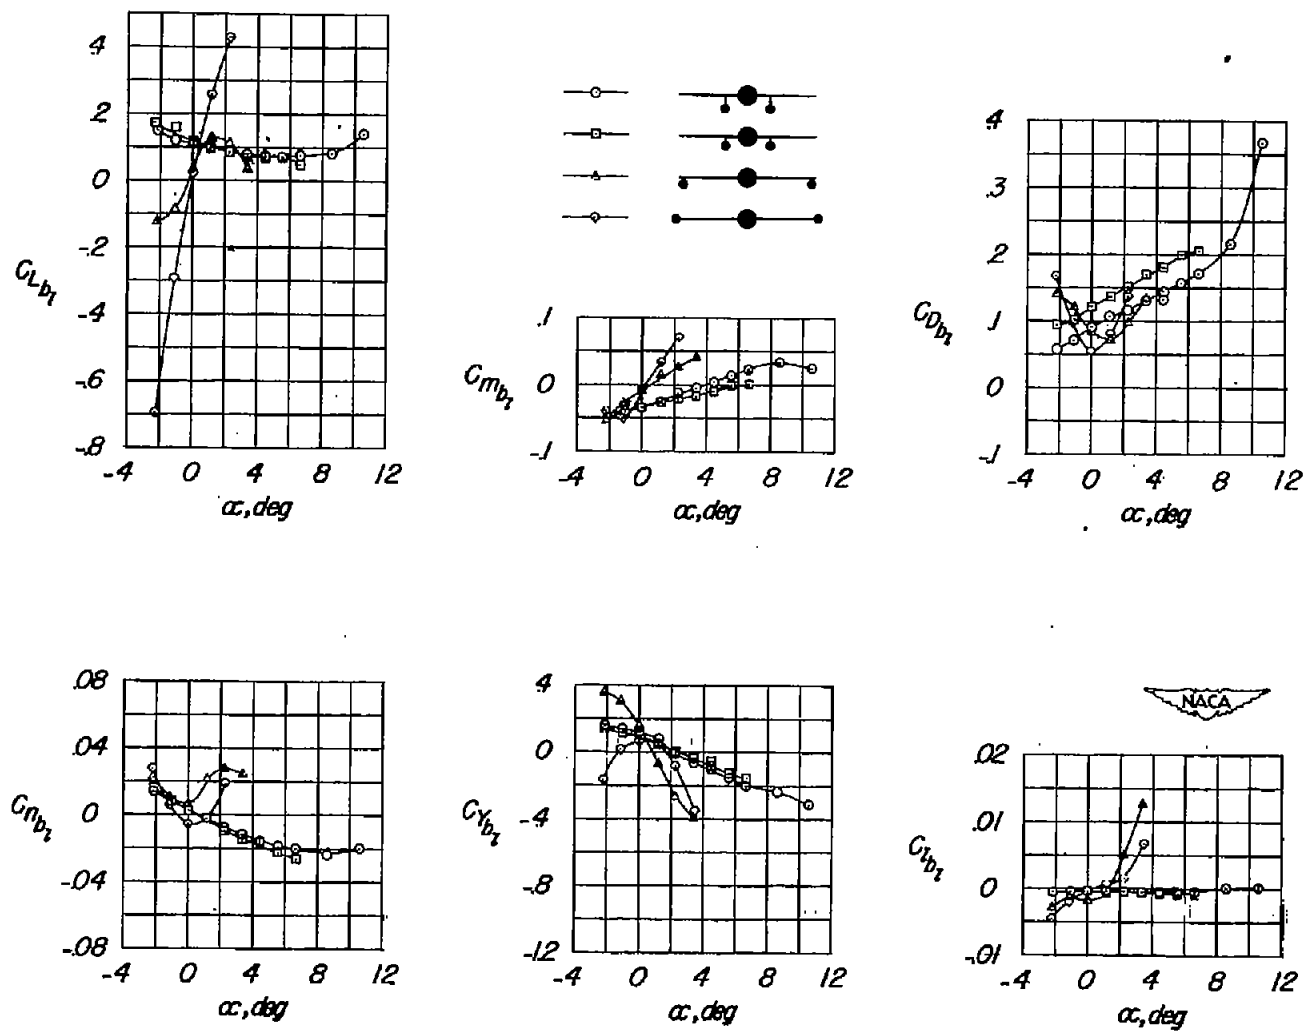 .4
.2
0
-.2
-.4
-.6
-.8
C_{L_{b_l}}
-4 0 4 8 12
α, deg
.1
0
-.1
C_{m_{b_l}}
-4 0 4 8 12
α, deg
.4
.3
.2
.1
0
-.1
C_{D_{b_l}}
-4 0 4 8 12
α, deg
.08
.04
0
-.04
-.08
C_{n_{b_l}}
-4 0 4 8 12
α, deg
.4
0
-.4
-.8
-1.2
C_{Y_{b_l}}
-4 0 4 8 12
α, deg
NACA
.02
.01
0
-.01
C_{l_{b_l}}
-4 0 4 8 12
α, deg